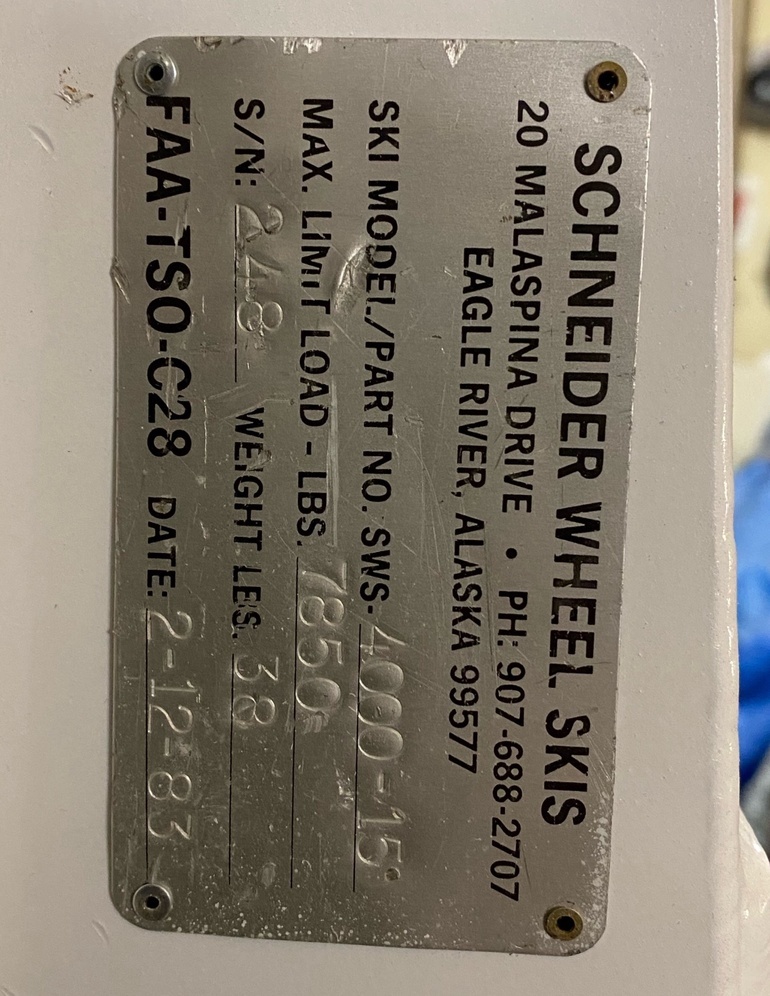 SCHNEIDER WHEEL SKIS
20 MALASPINA DRIVE • PH: 907-688-2707
EAGLE RIVER, ALASKA 99577
SKI MODEL/PART NO. SWS-4000-15
MAX. LIMIT LOAD - LBS. 7850
S/N: 248 WEIGHT LBS. 38
FAA-TSO-C28 DATE: 2-12-83